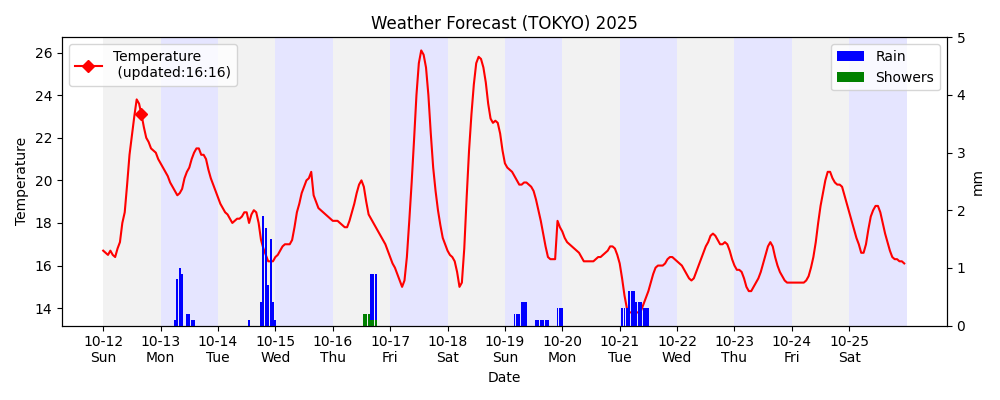 Weather Forecast (TOKYO) 2025
Temperature
(updated:16:16)
Rain
Showers
Temperature
26
24
22
20
18
16
14
5
4
3
2
1
0
mm
10-12 10-13 10-14 10-15 10-16 10-17 10-18 10-19 10-20 10-21 10-22 10-23 10-24 10-25
Sun Mon Tue Wed Thu Fri Sat Sun Mon Tue Wed Thu Fri Sat
Date